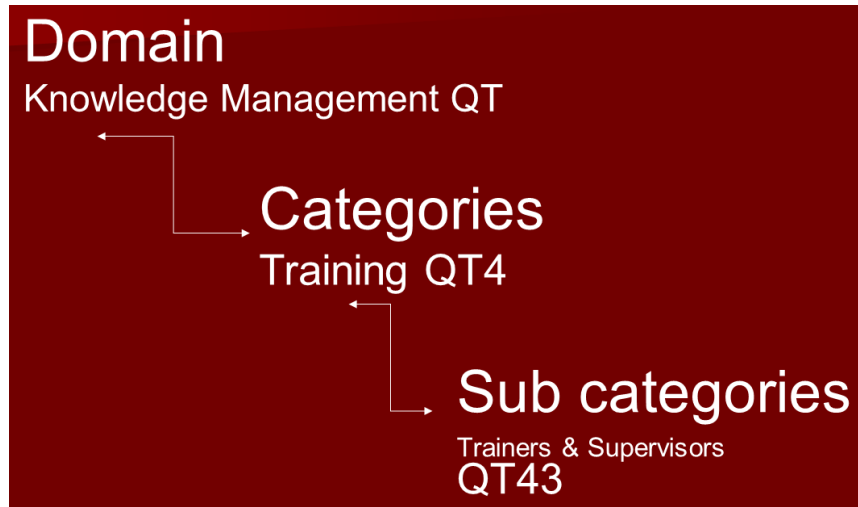 Domain
Knowledge Management QT
Categories
Training QT4
Sub categories
Trainers & Supervisors
QT43